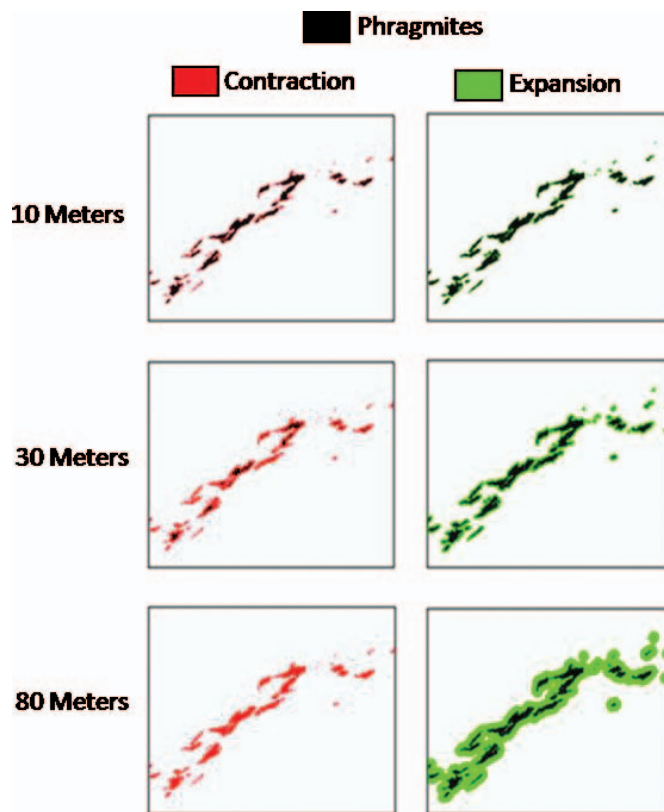 Phragmites
Contraction
Expansion
10 Meters
30 Meters
80 Meters